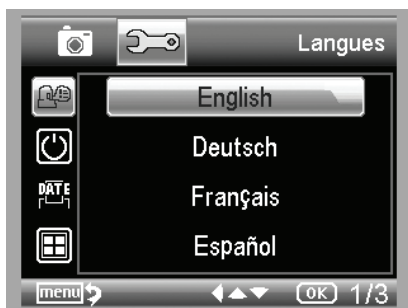 Langues
English
Deutsch
DATE
Français
Español
menu OK 1/3